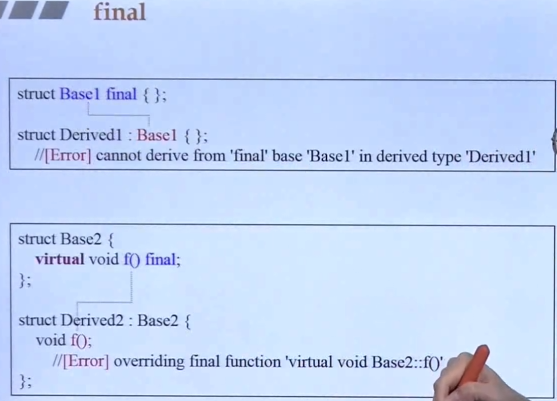 final
struct Base1 final { };
struct Derived1 : Base1 { };
//[Error] cannot derive from 'final' base 'Base1' in derived type 'Derived1'
struct Base2 {
virtual void f() final;
};
struct Derived2 : Base2 {
void f();
//[Error] overriding final function 'virtual void Base2::f()'
};